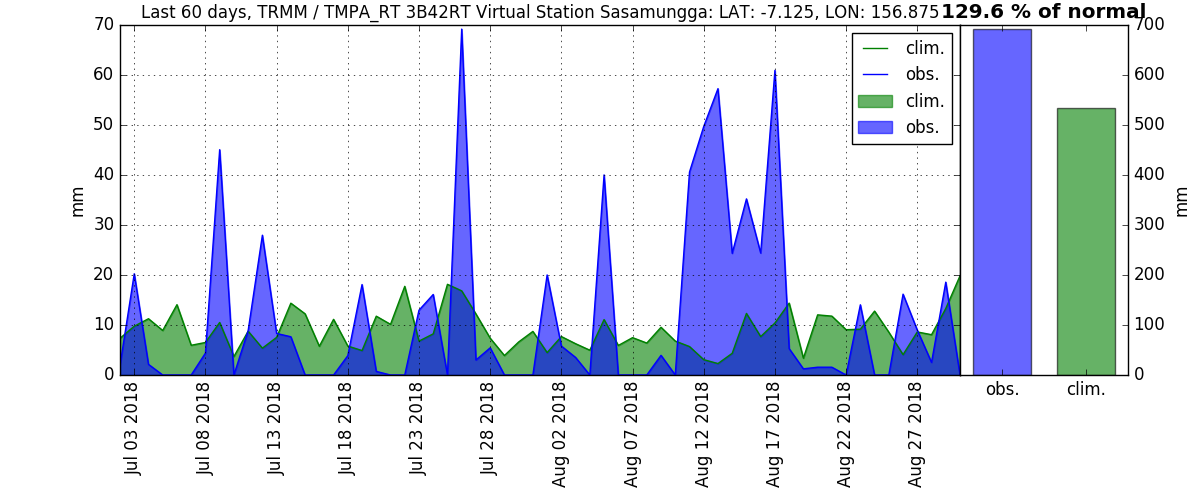 Last 60 days, TRMM / TMPA_RT 3B42RT Virtual Station Sasamungga: LAT: -7.125, LON: 156.875
129.6 % of normal
70
60
50
40
30
20
10
0
mm
clim.
obs.
clim.
obs.
700
600
500
400
300
200
100
0
mm
obs.
clim.
Jul 03 2018
Jul 08 2018
Jul 13 2018
Jul 18 2018
Jul 23 2018
Jul 28 2018
Aug 02 2018
Aug 07 2018
Aug 12 2018
Aug 17 2018
Aug 22 2018
Aug 27 2018